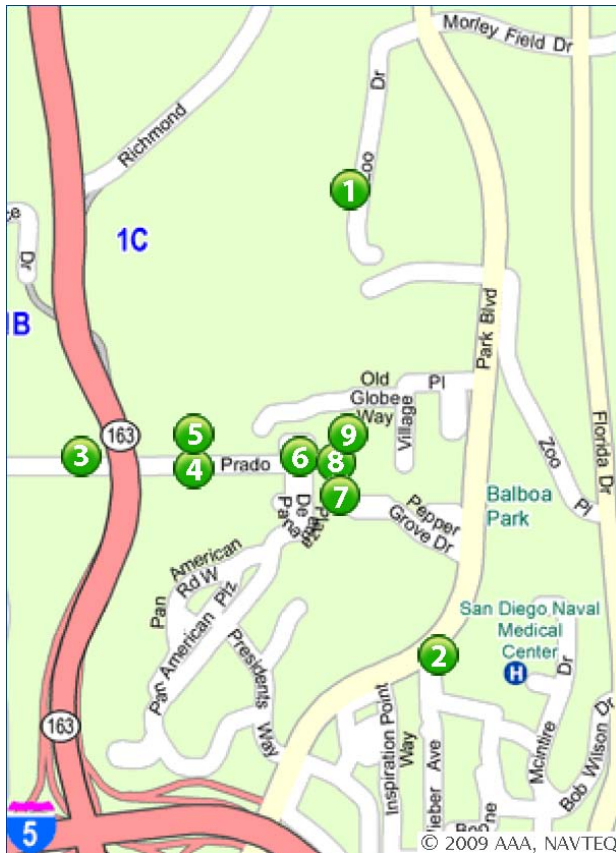 Morley Field Dr
Zoo
Dr
Richmond
1
1C
Dr
1B
Park Blvd
Old
Globe
Way
Pl
Village
Florida Dr
Zoo
Pl
163
3
5
4
Prado
6
9
8
7
De
Pana
Plaza
Pepper
Grove Dr
Balboa
Park
American
Rd W
Pan
Plz
Pan American
Presidents
Way
San Diego Naval
Medical
Center
H
2
Dr
McIntire
Inspiration Point
Way
Ave
Bob Wilson Dr
163
5
© 2009 AAA, NAVTEQ